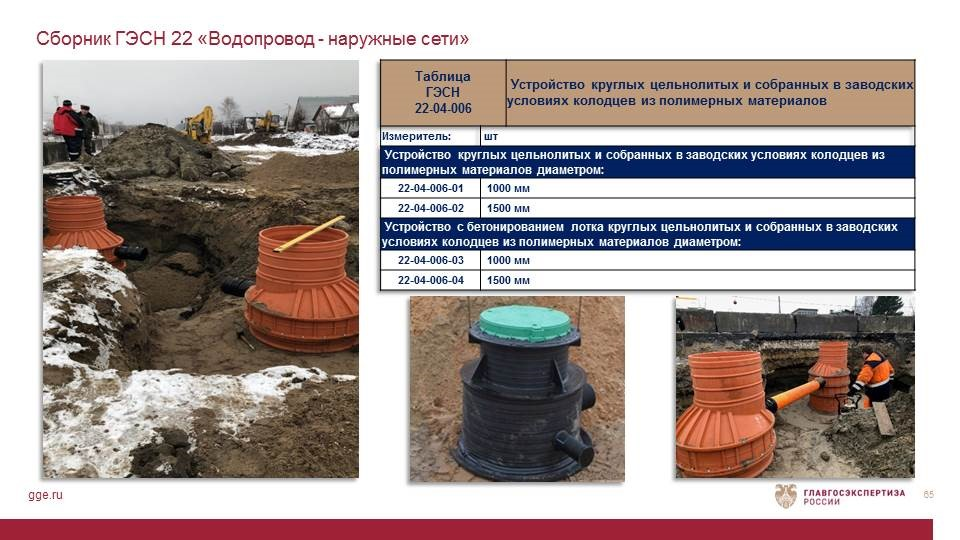 Сборник ГЭСН 22 «Водопровод - наружные сети»
Таблица
ГЭСН
22-04-006
Устройство круглых цельнолитых и собранных в заводских
условиях колодцев из полимерных материалов
Измеритель: шт
Устройство круглых цельнолитых и собранных в заводских условиях колодцев из
полимерных материалов диаметром:
22-04-006-01 1000 мм
22-04-006-02 1500 мм
Устройство с бетонированием лотка круглых цельнолитых и собранных в заводских
условиях колодцев из полимерных материалов диаметром:
22-04-006-03 1000 мм
22-04-006-04 1500 мм
gge.ru
ГЛАВГОСЭКСПЕРТИЗА
РОССИИ
65